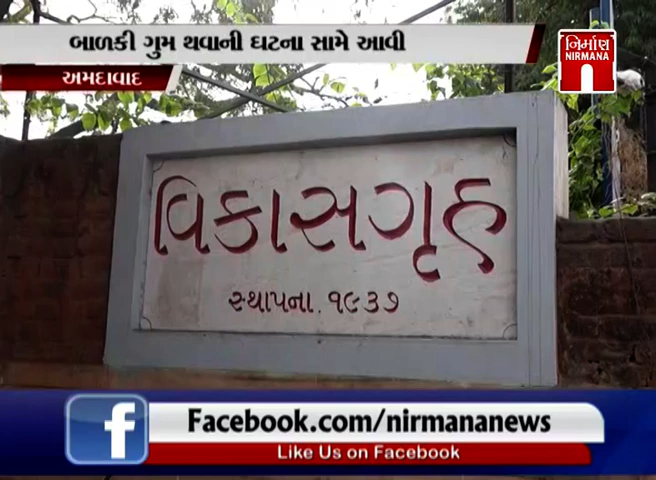 બાળકી ગુમ થવાની ઘટના સામે આવી
અમદાવાદ
નિર્માણ
NIRMANA
વિકાસગૃહ
સ્થાપના. ૧૯૩૭
Facebook.com/nirmananews
Like Us on Facebook